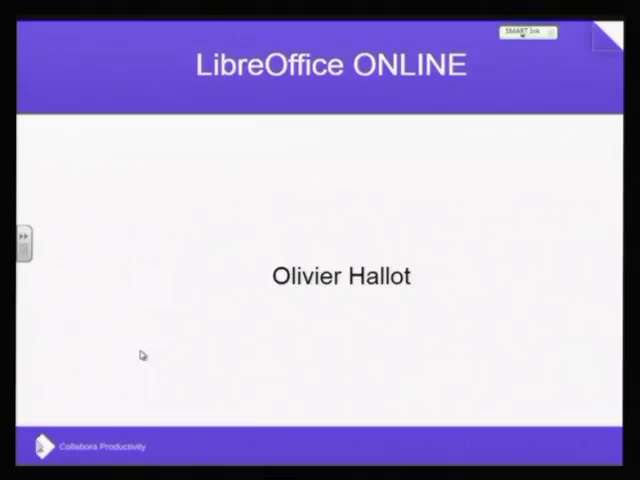 SMART Ink
LibreOffice ONLINE
Olivier Hallot
Collabora Productivity